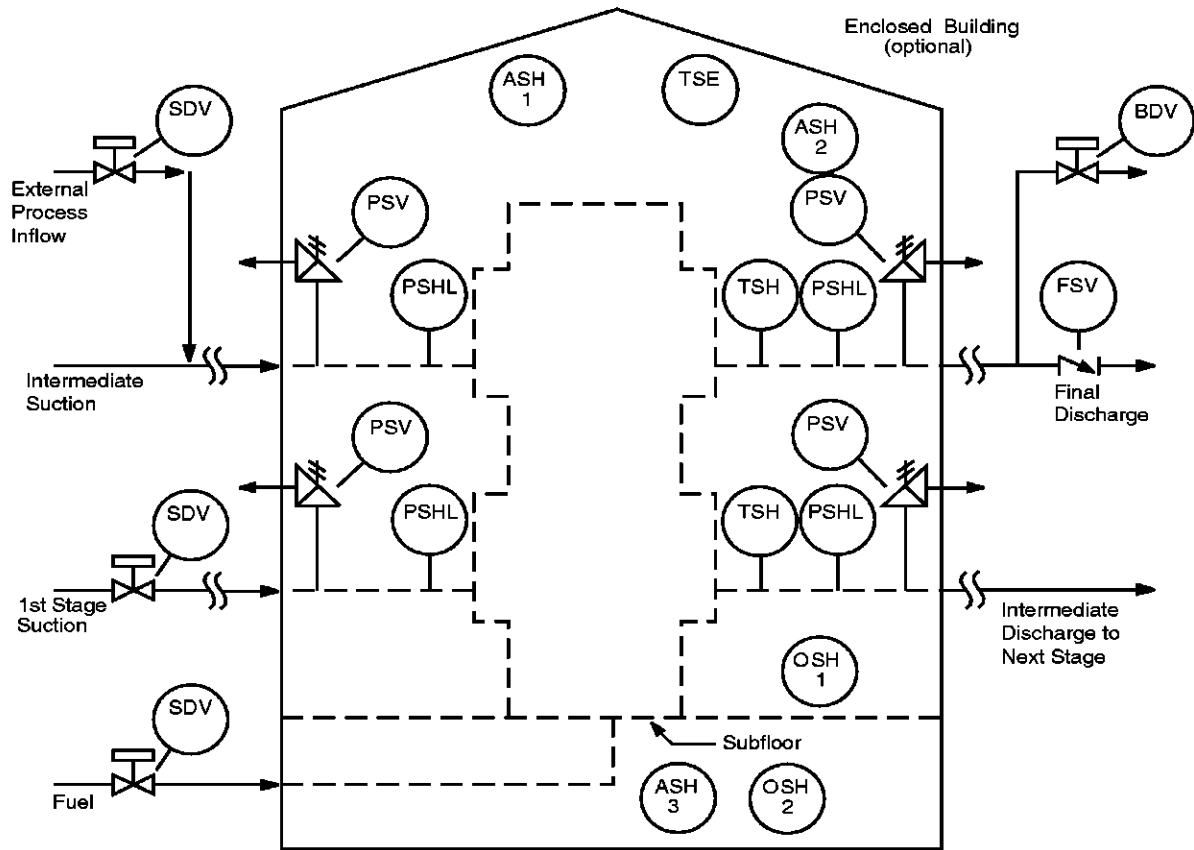 Enclosed Building
(optional)
ASH
1
TSE
SDV
ASH
2
BDV
External
Process
Inflow
PSV
PSV
PSHL
TSH
PSHL
FSV
Intermediate
Suction
Final
Discharge
PSV
PSV
SDV
PSHL
TSH
PSHL
1st Stage
Suction
Intermediate
Discharge to
Next Stage
OSH
1
SDV
Subfloor
Fuel
ASH
3
OSH
2